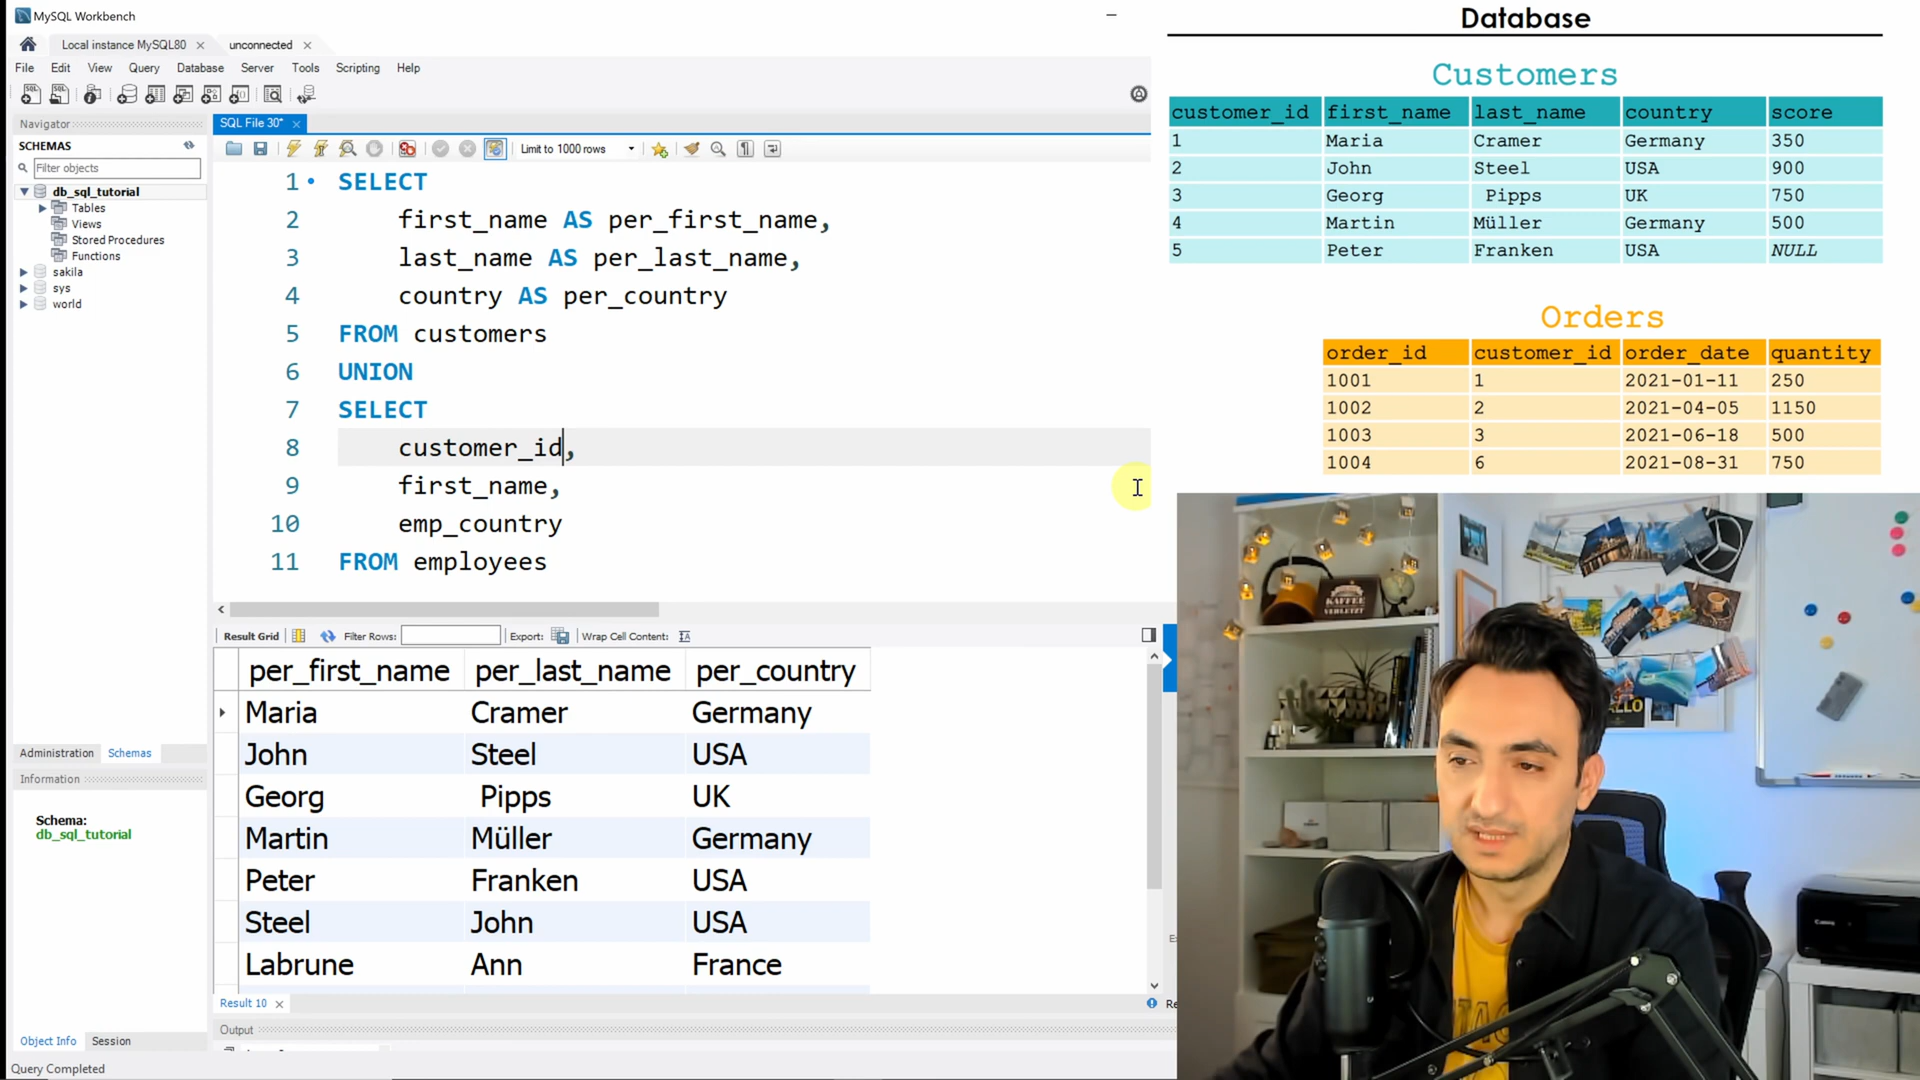 MySQL Workbench
Local instance MySQL80
unconnected
File Edit View Query Database Server Tools Scripting Help
Navigator
SCHEMAS
Filter objects
db_sql_tutorial
Tables
Views
Stored Procedures
Functions
sakila
sys
world
Administration Schemas
Information
Schema:
db_sql_tutorial
Object Info Session
Query Completed
SQL File 30*
Limit to 1000 rows
1 SELECT
2 first_name AS per_first_name,
3 last_name AS per_last_name,
4 country AS per_country
5 FROM customers
6 UNION
7 SELECT
8 customer_id,
9 first_name,
10 emp_country
11 FROM employees
Result Grid Filter Rows: Export: Wrap Cell Content:
per_first_name per_last_name per_country
Maria Cramer Germany
John Steel USA
Georg Pipps UK
Martin Müller Germany
Peter Franken USA
Steel John USA
Labrune Ann France
Result 10
Output
Database
Customers
customer_id first_name last_name country score
1 Maria Cramer Germany 350
2 John Steel USA 900
3 Georg Pipps UK 750
4 Martin Müller Germany 500
5 Peter Franken USA NULL
Orders
order_id customer_id order_date quantity
1001 1 2021-01-11 250
1002 2 2021-04-05 1150
1003 3 2021-06-18 500
1004 6 2021-08-31 750
KAFFEE
VERLETZT
Canon